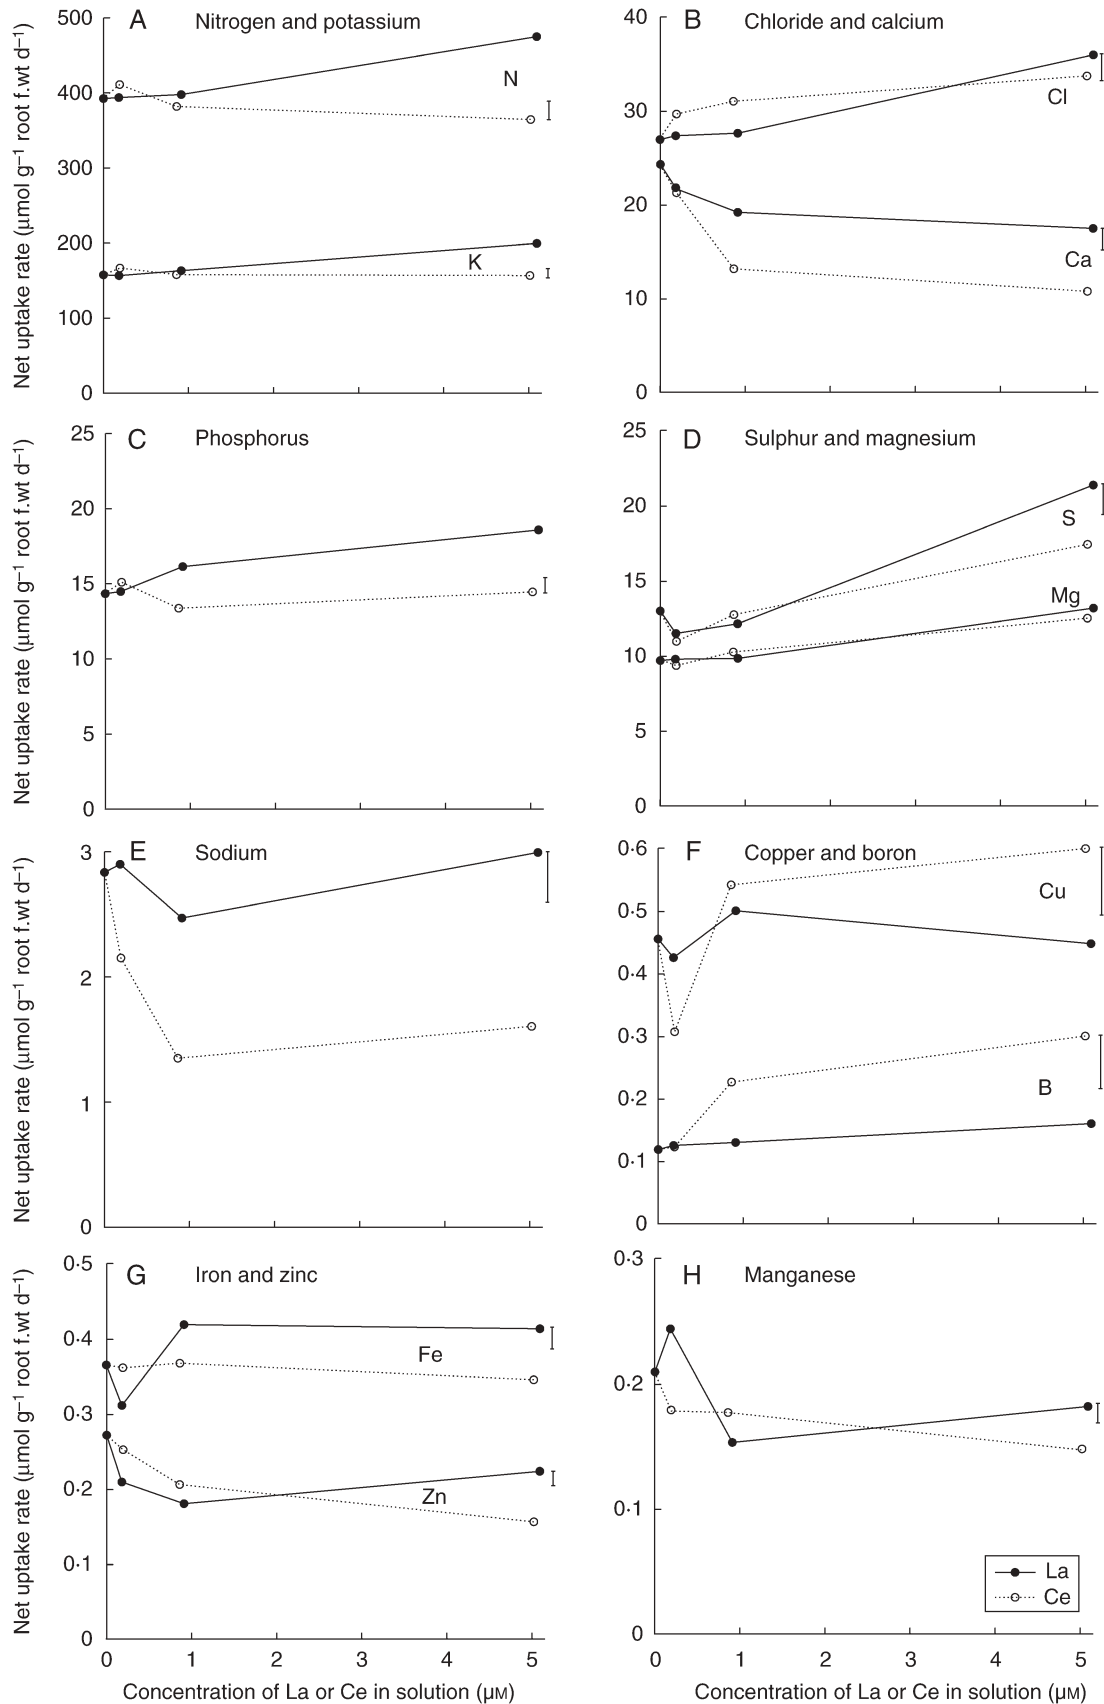 A Nitrogen and potassium
500
400
300
200
100
0
N
K
Net uptake rate (µmol g⁻¹ root f.wt d⁻¹)
B Chloride and calcium
40
30
20
10
0
Cl
Ca
C Phosphorus
25
20
15
10
5
0
Net uptake rate (µmol g⁻¹ root f.wt d⁻¹)
D Sulphur and magnesium
25
20
15
10
5
0
S
Mg
E Sodium
3
2
1
0
Net uptake rate (µmol g⁻¹ root f.wt d⁻¹)
F Copper and boron
0·6
0·5
0·4
0·3
0·2
0·1
0
Cu
B
G Iron and zinc
0·5
0·4
0·3
0·2
0·1
0
Fe
Zn
Net uptake rate (µmol g⁻¹ root f.wt d⁻¹)
0 1 2 3 4 5
Concentration of La or Ce in solution (µM)
H Manganese
0·3
0·2
0·1
0
La
Ce
0 1 2 3 4 5
Concentration of La or Ce in solution (µM)